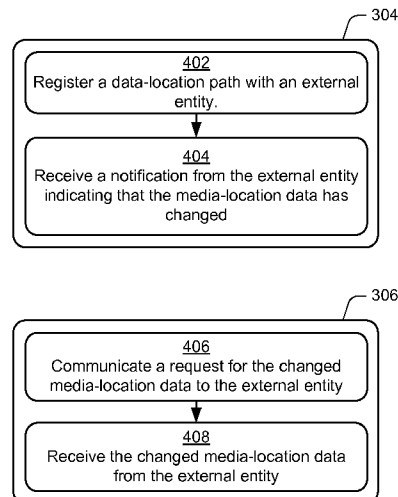 304
402
Register a data-location path with an external
entity.
404
Receive a notification from the external entity
indicating that the media-location data has
changed
306
406
Communicate a request for the changed
media-location data to the external entity
408
Receive the changed media-location data
from the external entity